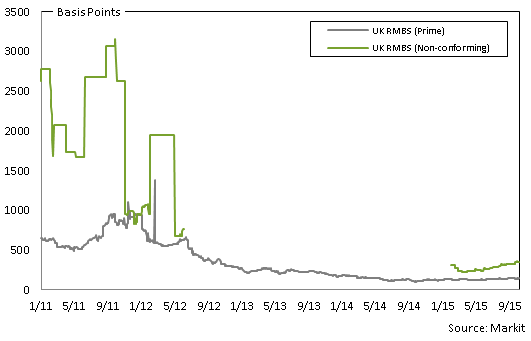 3500 Basis Points
UK RMBS (Prime)
UK RMBS (Non-conforming)
3000
2500
2000
1500
1000
500
0
1/11 5/11 9/11 1/12 5/12 9/12 1/13 5/13 9/13 1/14 5/14 9/14 1/15 5/15 9/15
Source: Markit